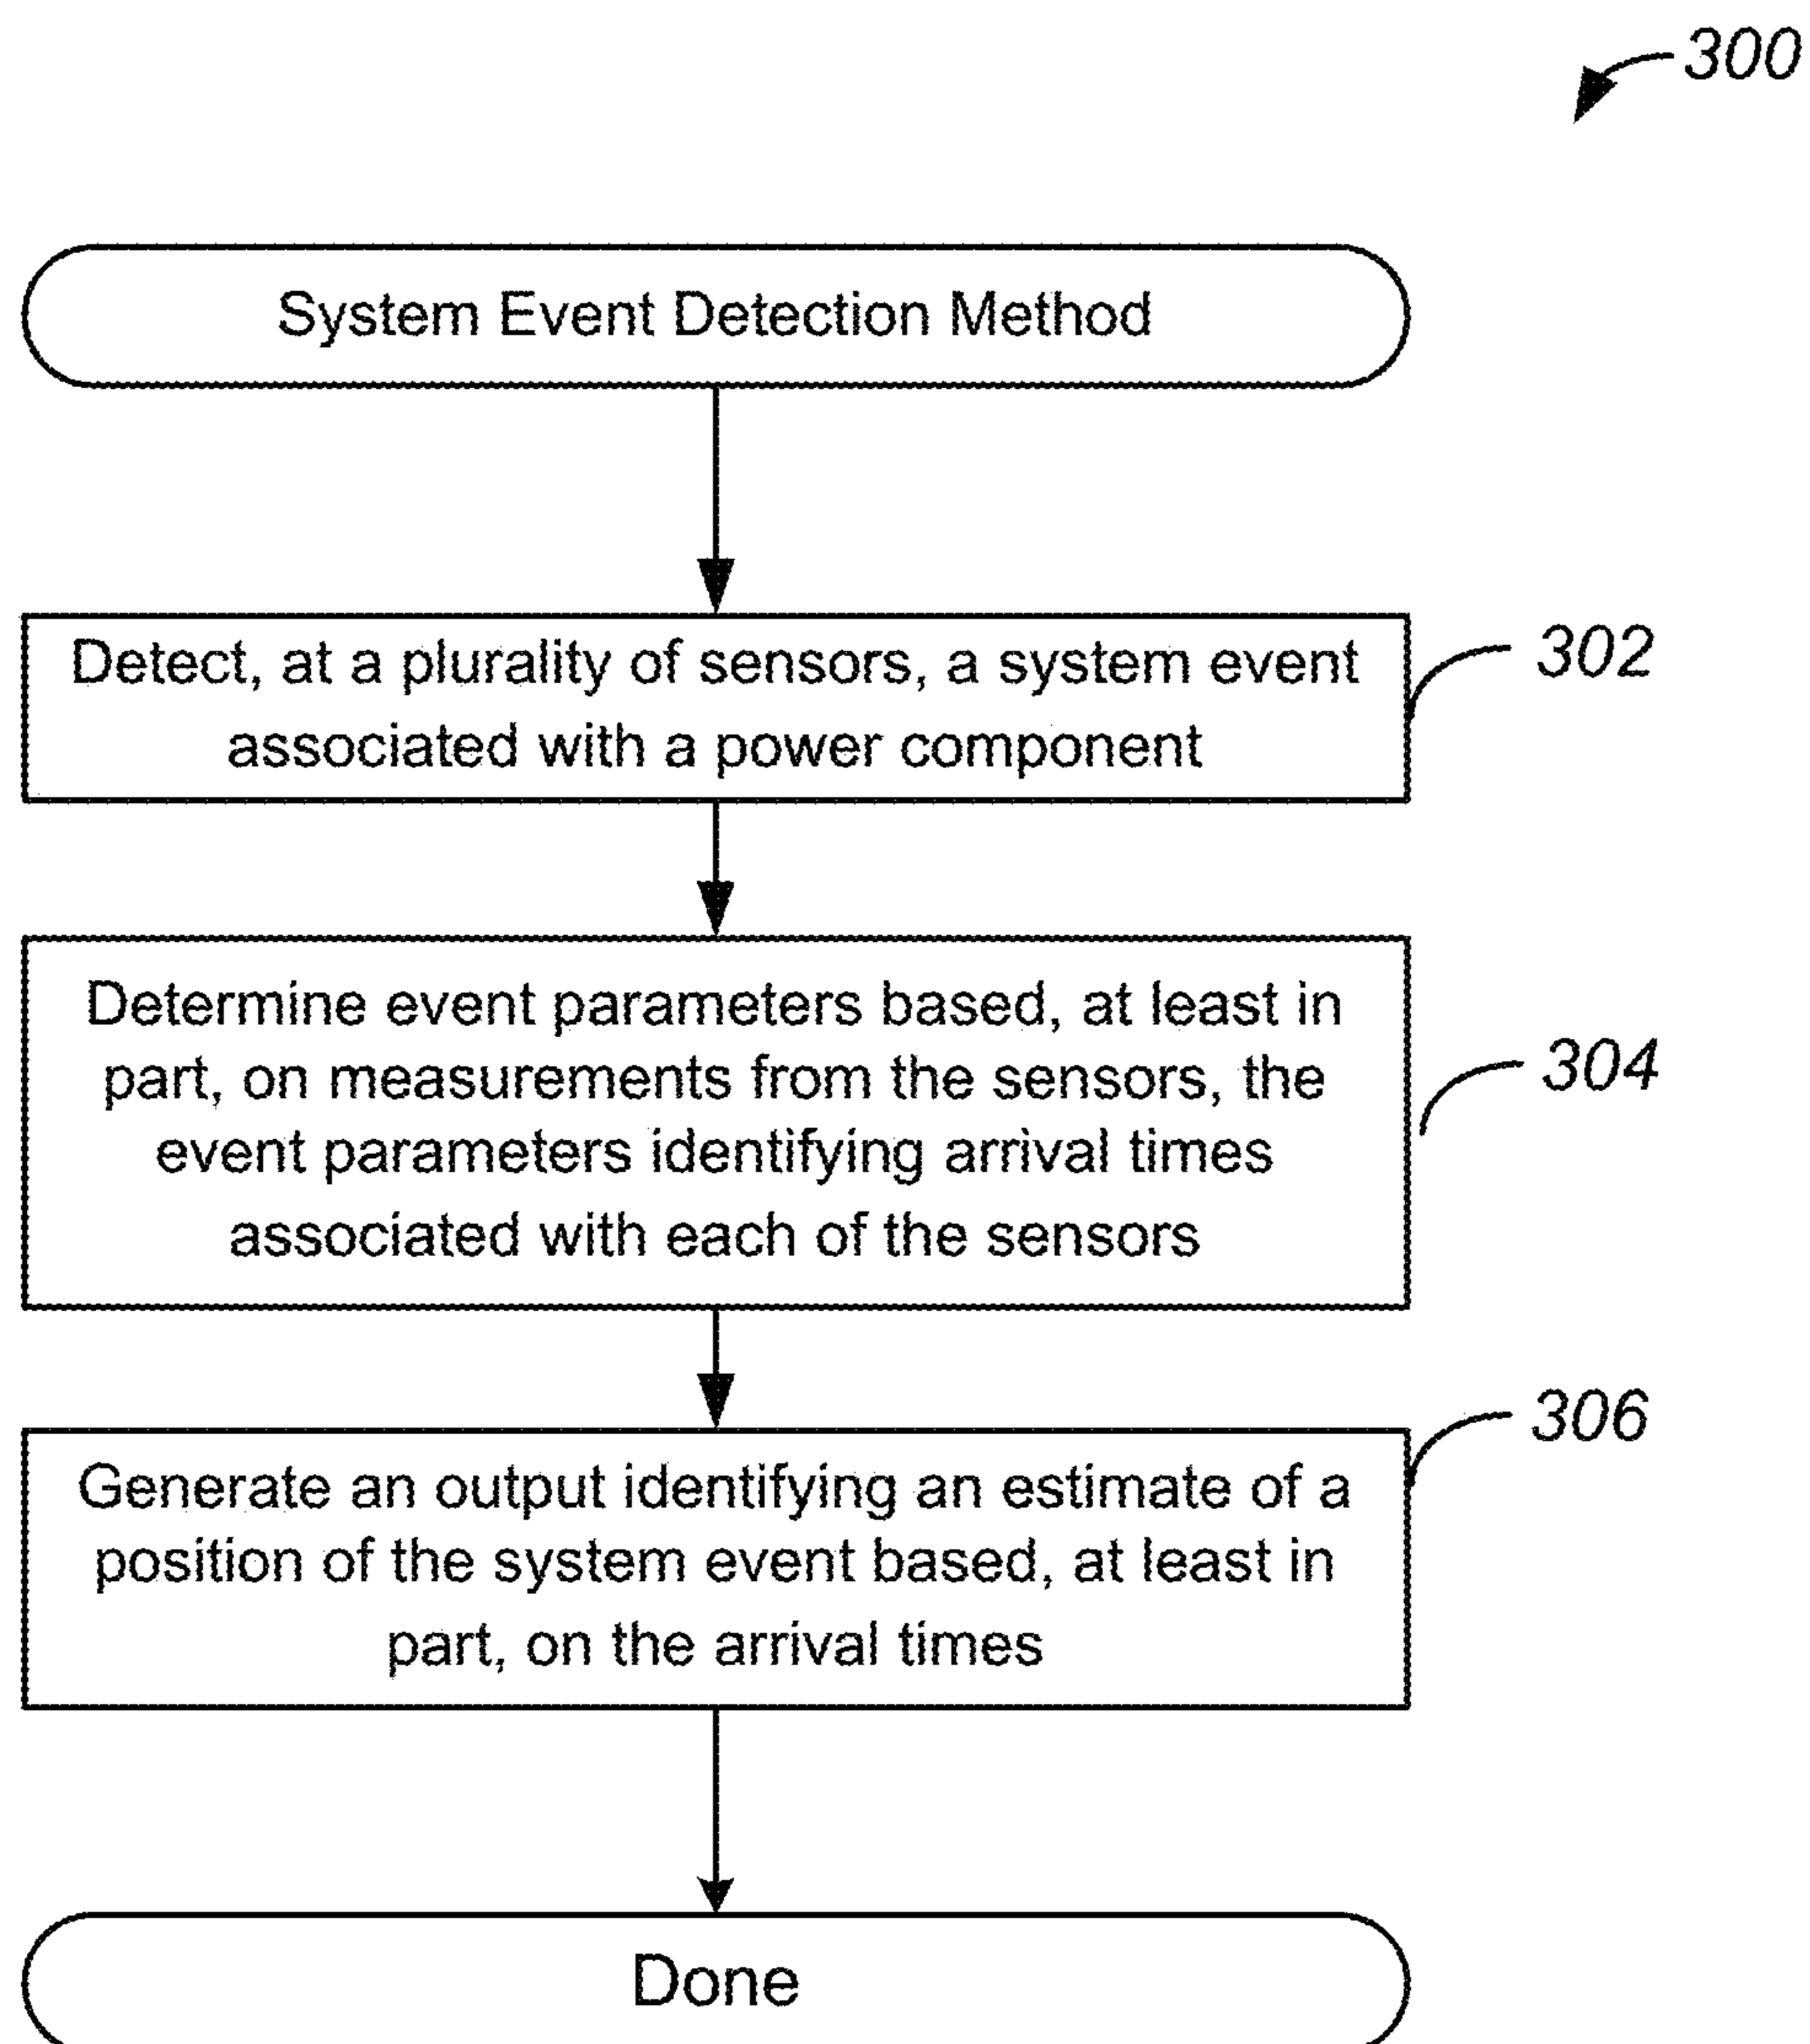 300
System Event Detection Method
Detect, at a plurality of sensors, a system event
associated with a power component
302
Determine event parameters based, at least in
part, on measurements from the sensors, the
event parameters identifying arrival times
associated with each of the sensors
304
Generate an output identifying an estimate of a
position of the system event based, at least in
part, on the arrival times
306
Done